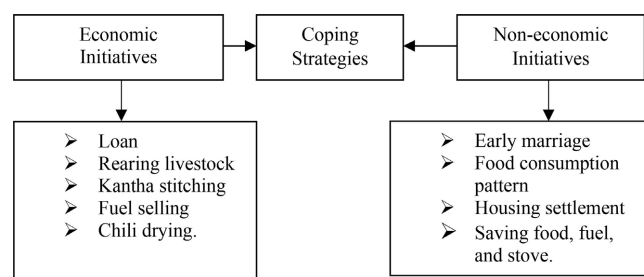 Economic
Initiatives
Coping
Strategies
Non-economic
Initiatives
➢ Loan
➢ Rearing livestock
➢ Kantha stitching
➢ Fuel selling
➢ Chili drying.
➢ Early marriage
➢ Food consumption
pattern
➢ Housing settlement
➢ Saving food, fuel,
and stove.